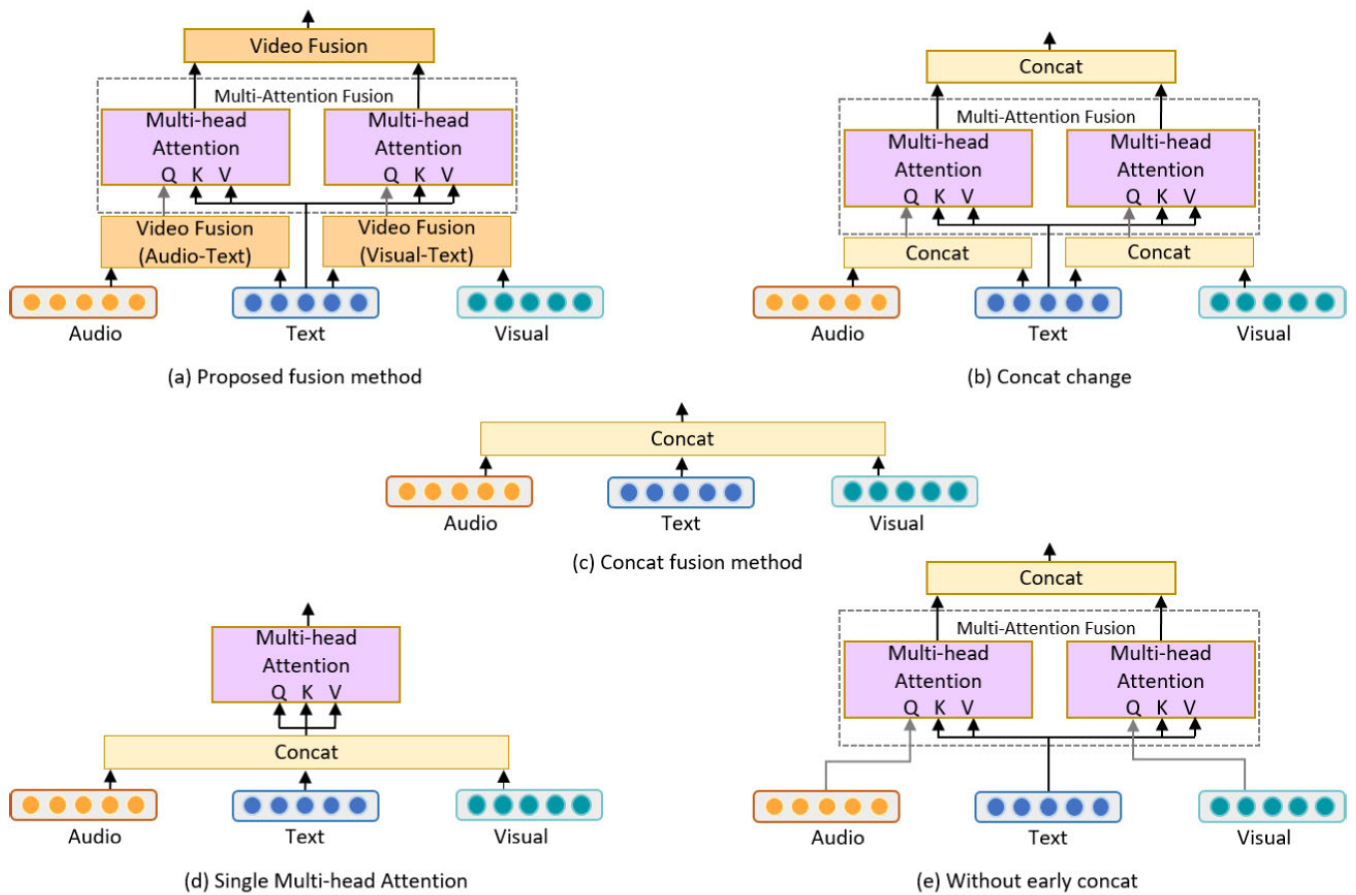 Video Fusion
Multi-Attention Fusion
Multi-head
Attention
Q K V
Multi-head
Attention
Q K V
Video Fusion
(Audio-Text)
Video Fusion
(Visual-Text)
Audio
Text
Visual
(a) Proposed fusion method
Concat
Multi-Attention Fusion
Multi-head
Attention
Q K V
Multi-head
Attention
Q K V
Concat
Concat
Audio
Text
Visual
(b) Concat change
Concat
Audio
Text
Visual
(c) Concat fusion method
Multi-head
Attention
Q K V
Concat
Audio
Text
Visual
(d) Single Multi-head Attention
Concat
Multi-Attention Fusion
Multi-head
Attention
Q K V
Multi-head
Attention
Q K V
Audio
Text
Visual
(e) Without early concat